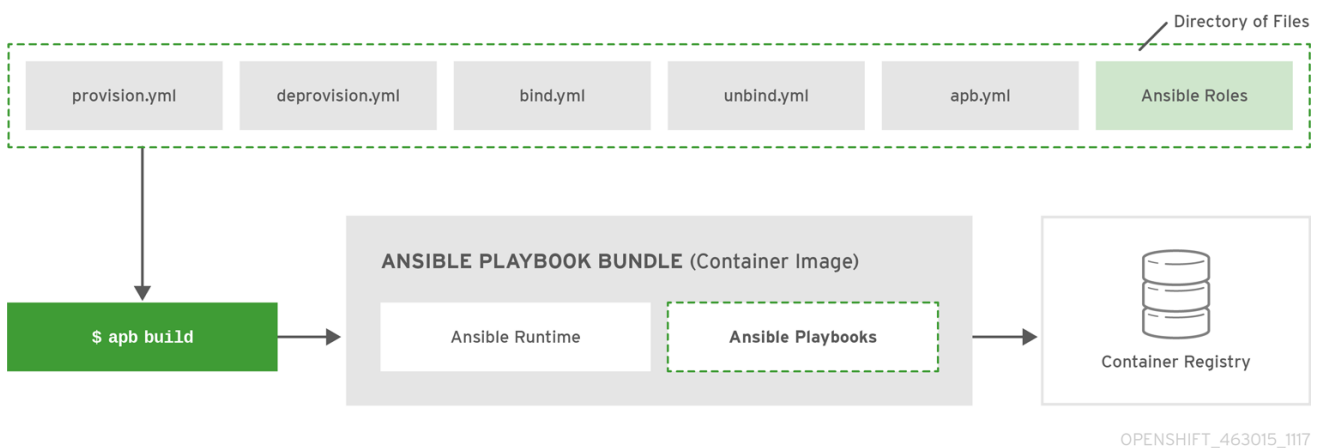 Directory of Files
provision.yml
deprovision.yml
bind.yml
unbind.yml
apb.yml
Ansible Roles
ANSIBLE PLAYBOOK BUNDLE (Container Image)
$ apb build
Ansible Runtime
Ansible Playbooks
Container Registry
OPENSHIFT_463015_1117